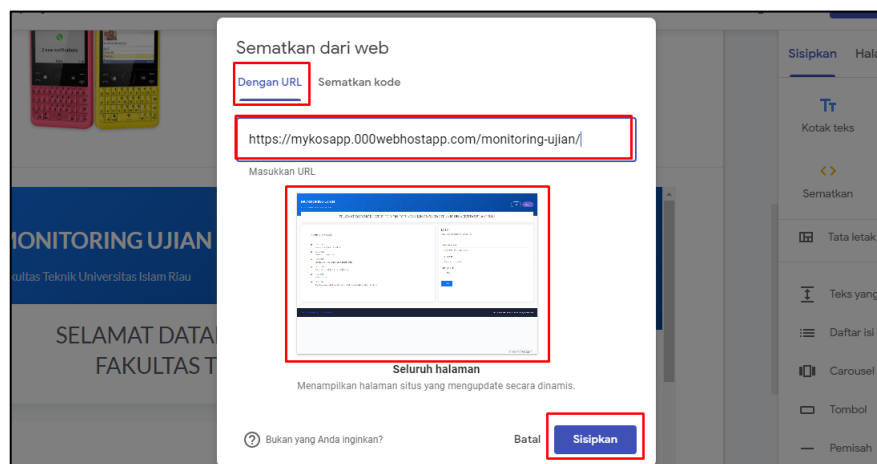 Sematkan dari web
Dengan URL
Sematkan kode
https://mykosapp.000webhostapp.com/monitoring-ujian/
Masukkan URL
Seluruh halaman
Menampilkan halaman situs yang mengupdate secara dinamis.
Bukan yang Anda inginkan?
Batal
Sisipkan
MONITORING UJIAN
Fakultas Teknik Universitas Islam Riau
SELAMAT DATA
FAKULTAS T
Sisipkan
Hala
Tт
Kotak teks
<>
Sematkan
Tata letak
Teks yang
Daftar isi
Carousel
Tombol
Pemisah